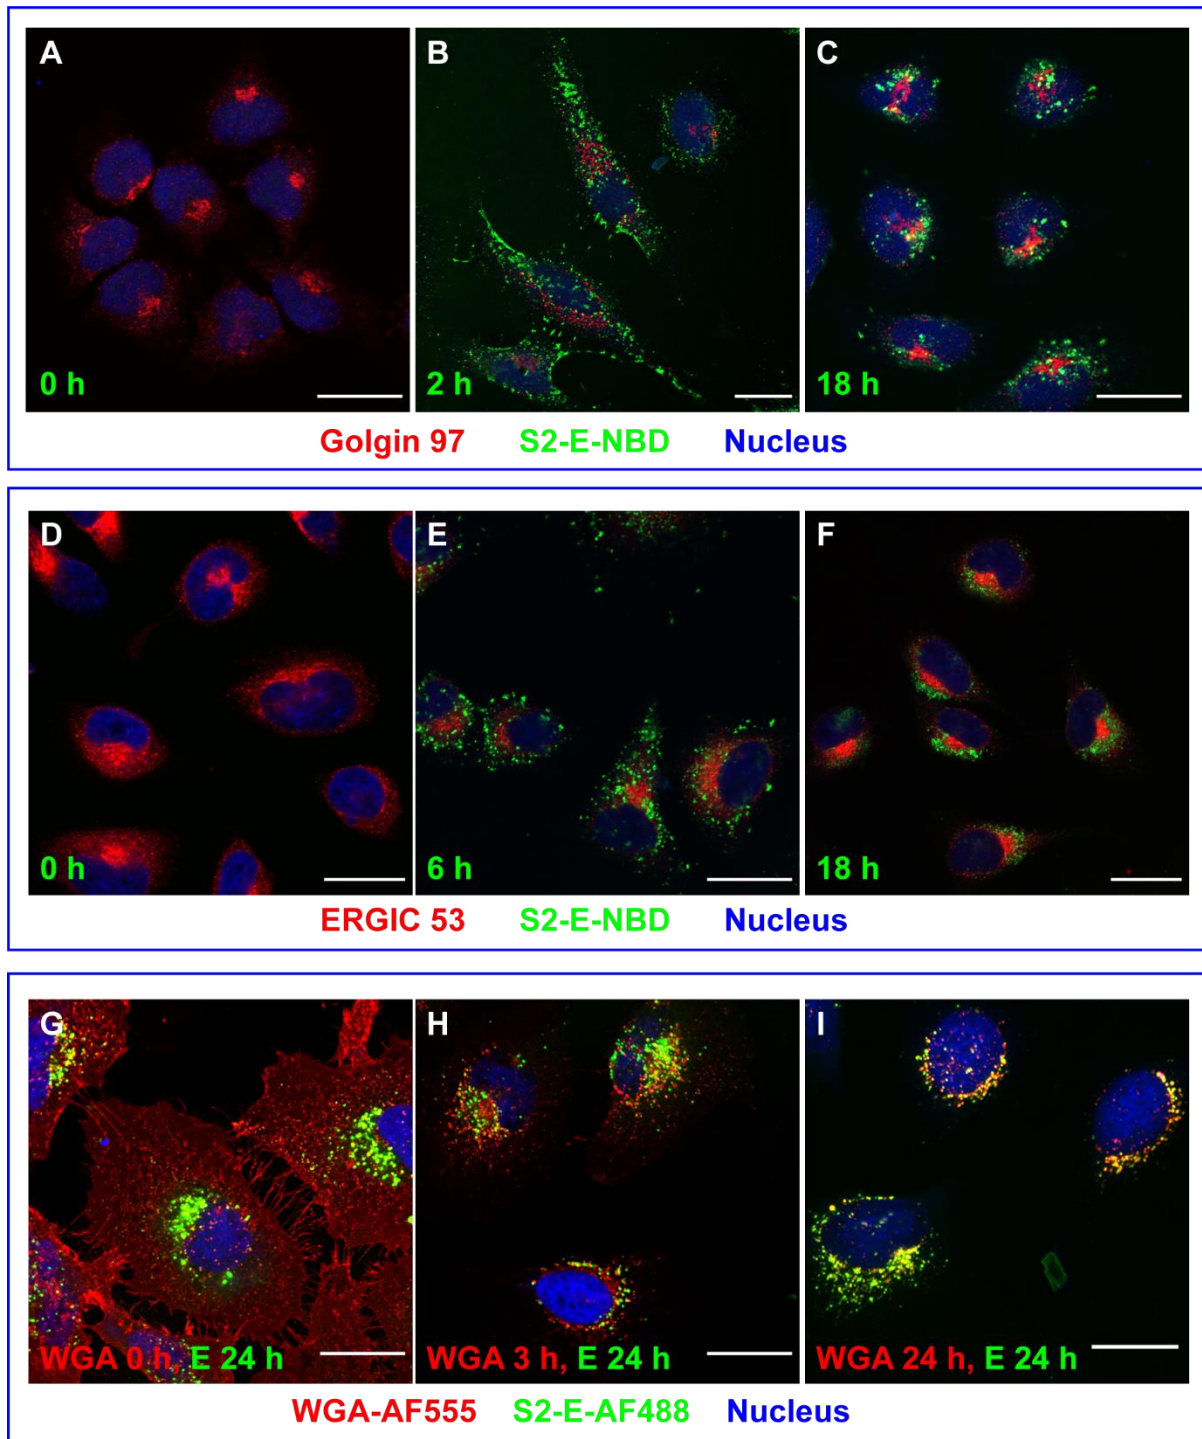 A B C
0 h 2 h 18 h
Golgin 97 S2-E-NBD Nucleus
D E F
0 h 6 h 18 h
ERGIC 53 S2-E-NBD Nucleus
G H I
WGA 0 h, E 24 h WGA 3 h, E 24 h WGA 24 h, E 24 h
WGA-AF555 S2-E-AF488 Nucleus